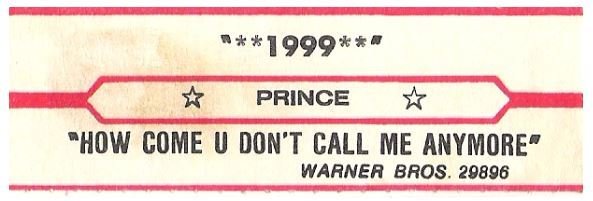 "**1999**"
☆ PRINCE ☆
"HOW COME U DON'T CALL ME ANYMORE"
WARNER BROS. 29896